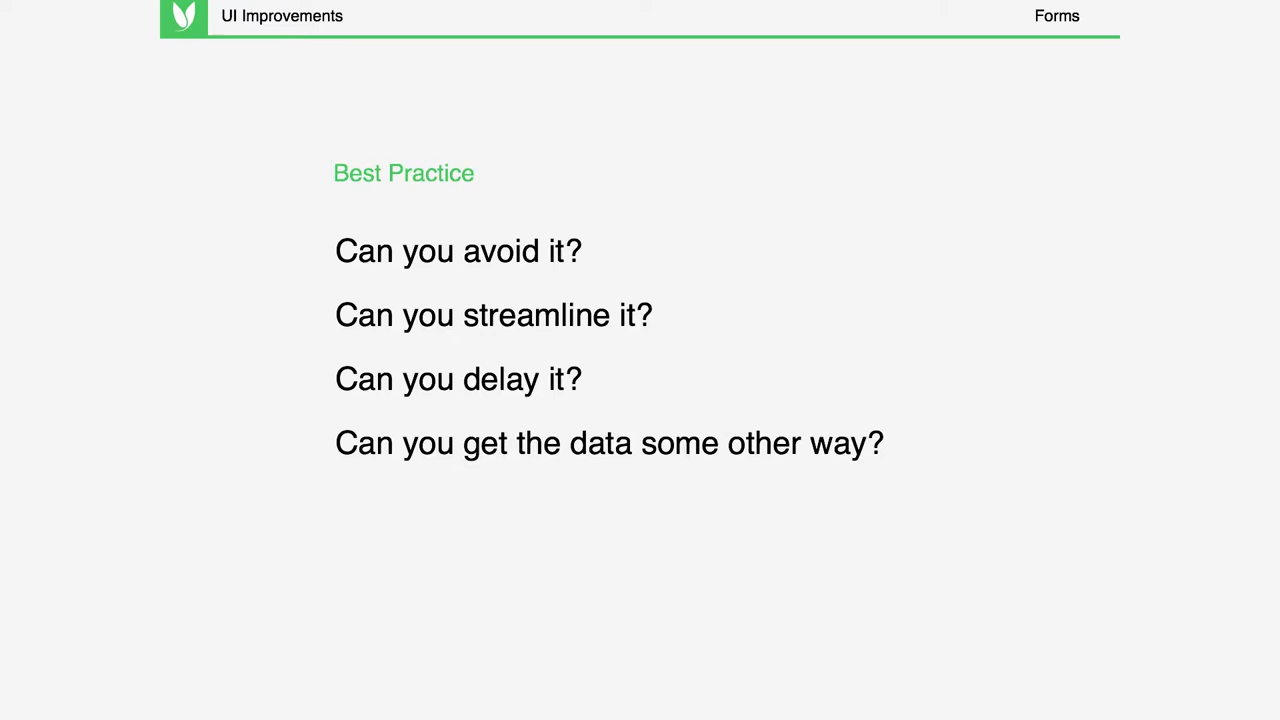 UI Improvements
Forms
Best Practice
Can you avoid it?
Can you streamline it?
Can you delay it?
Can you get the data some other way?